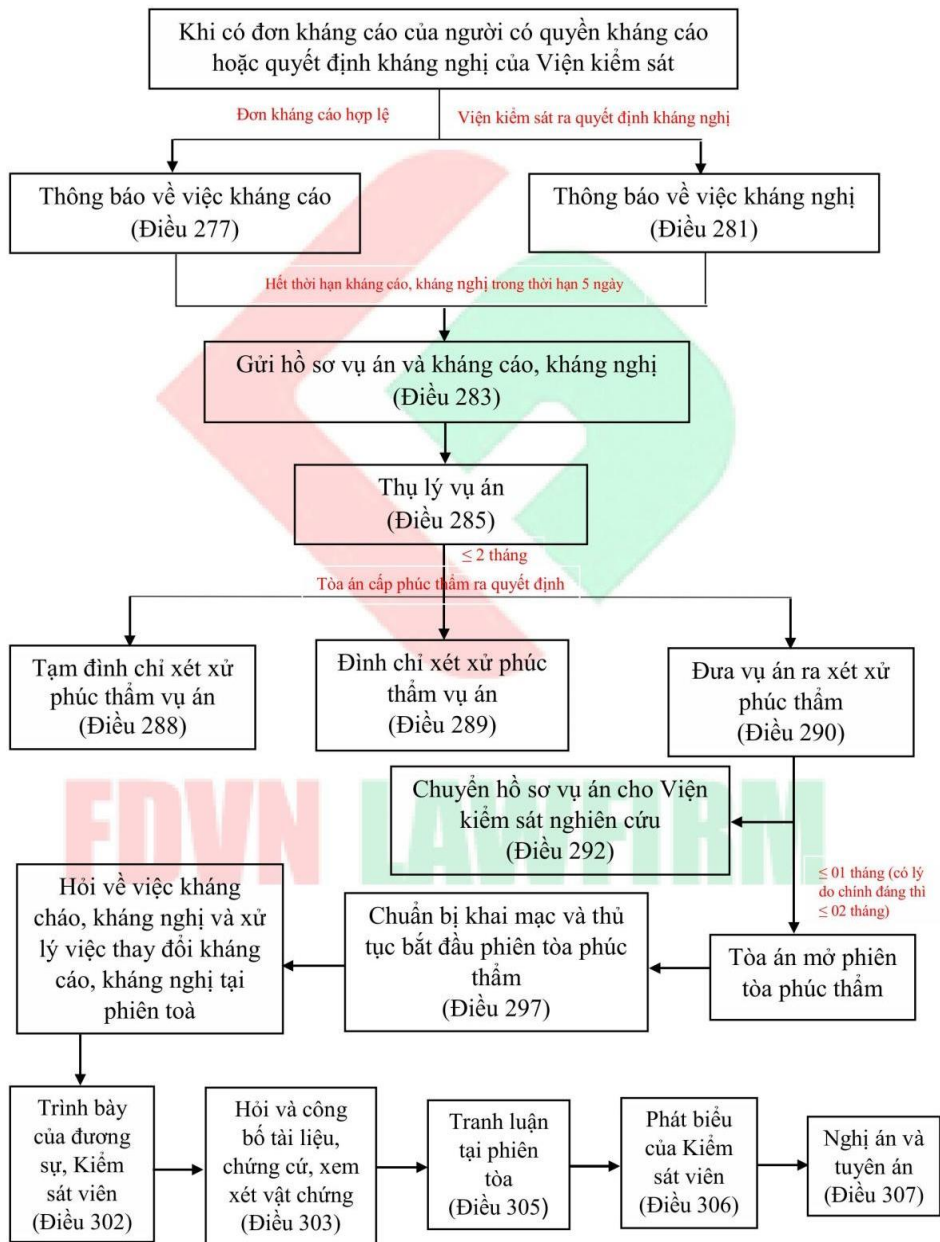 Khi có đơn kháng cáo của người có quyền kháng cáo
hoặc quyết định kháng nghị của Viện kiểm sát
Đơn kháng cáo hợp lệ
Viện kiểm sát ra quyết định kháng nghị
Thông báo về việc kháng cáo
(Điều 277)
Thông báo về việc kháng nghị
(Điều 281)
Hết thời hạn kháng cáo, kháng nghị trong thời hạn 5 ngày
Gửi hồ sơ vụ án và kháng cáo, kháng nghị
(Điều 283)
Thụ lý vụ án
(Điều 285)
≤ 2 tháng
Tòa án cấp phúc thẩm ra quyết định
Tạm đình chỉ xét xử
phúc thẩm vụ án
(Điều 288)
Đình chỉ xét xử phúc
thẩm vụ án
(Điều 289)
Đưa vụ án ra xét xử
phúc thẩm
(Điều 290)
Chuyển hồ sơ vụ án cho Viện
kiểm sát nghiên cứu
(Điều 292)
FDVN LAWFIRM
≤ 01 tháng (có lý
do chính đáng thì
≤ 02 tháng)
Tòa án mở phiên
tòa phúc thẩm
Chuẩn bị khai mạc và thủ
tục bắt đầu phiên tòa phúc
thẩm
(Điều 297)
Hỏi về việc kháng
cháo, kháng nghị và xử
lý việc thay đổi kháng
cáo, kháng nghị tại
phiên toà
Trình bày
của đương
sự, Kiểm
sát viên
(Điều 302)
Hỏi và công
bố tài liệu,
chứng cứ, xem
xét vật chứng
(Điều 303)
Tranh luận
tại phiên
tòa
(Điều 305)
Phát biểu
của Kiểm
sát viên
(Điều 306)
Nghị án và
tuyên án
(Điều 307)